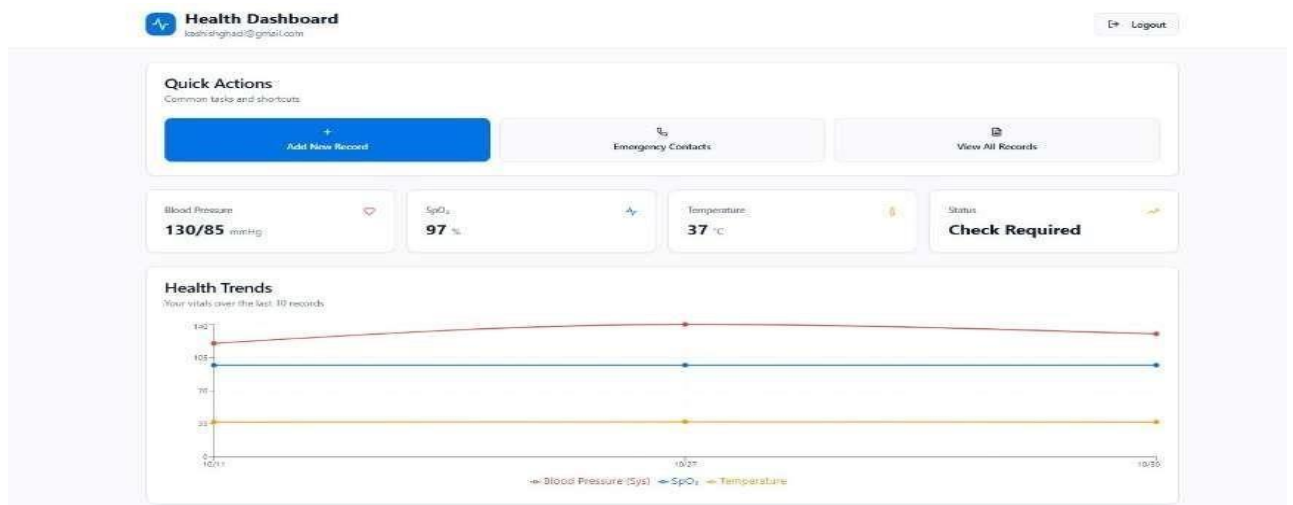 Health Dashboard
Logout
Quick Actions
Common tasks and shortcuts
+
Add New Record
Emergency Contacts
View All Records
Blood Pressure
130/85 mmHg
SpO₂
97 %
Temperature
37 °C
Status
Check Required
Health Trends
Your vitals over the last 10 records
140
105
70
35
0
10/11
10/27
10/30
Blood Pressure (Sys) SpO₂ Temperature